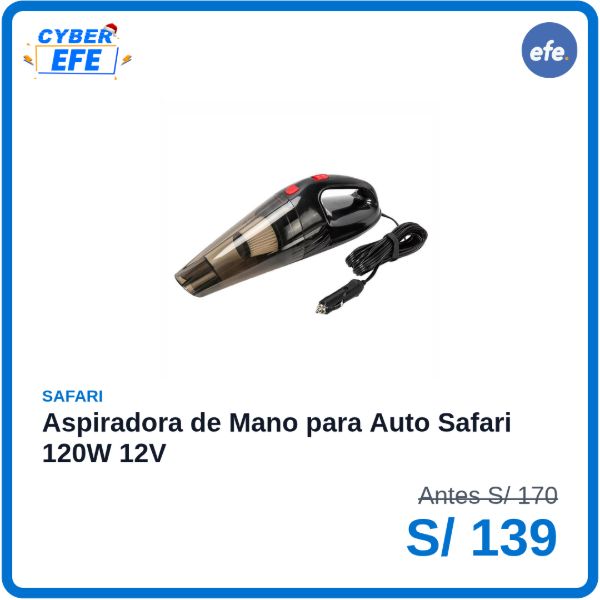 CYBER
EFE
efe.
SAFARI
Aspiradora de Mano para Auto Safari
120W 12V
Antes S/ 170
S/ 139